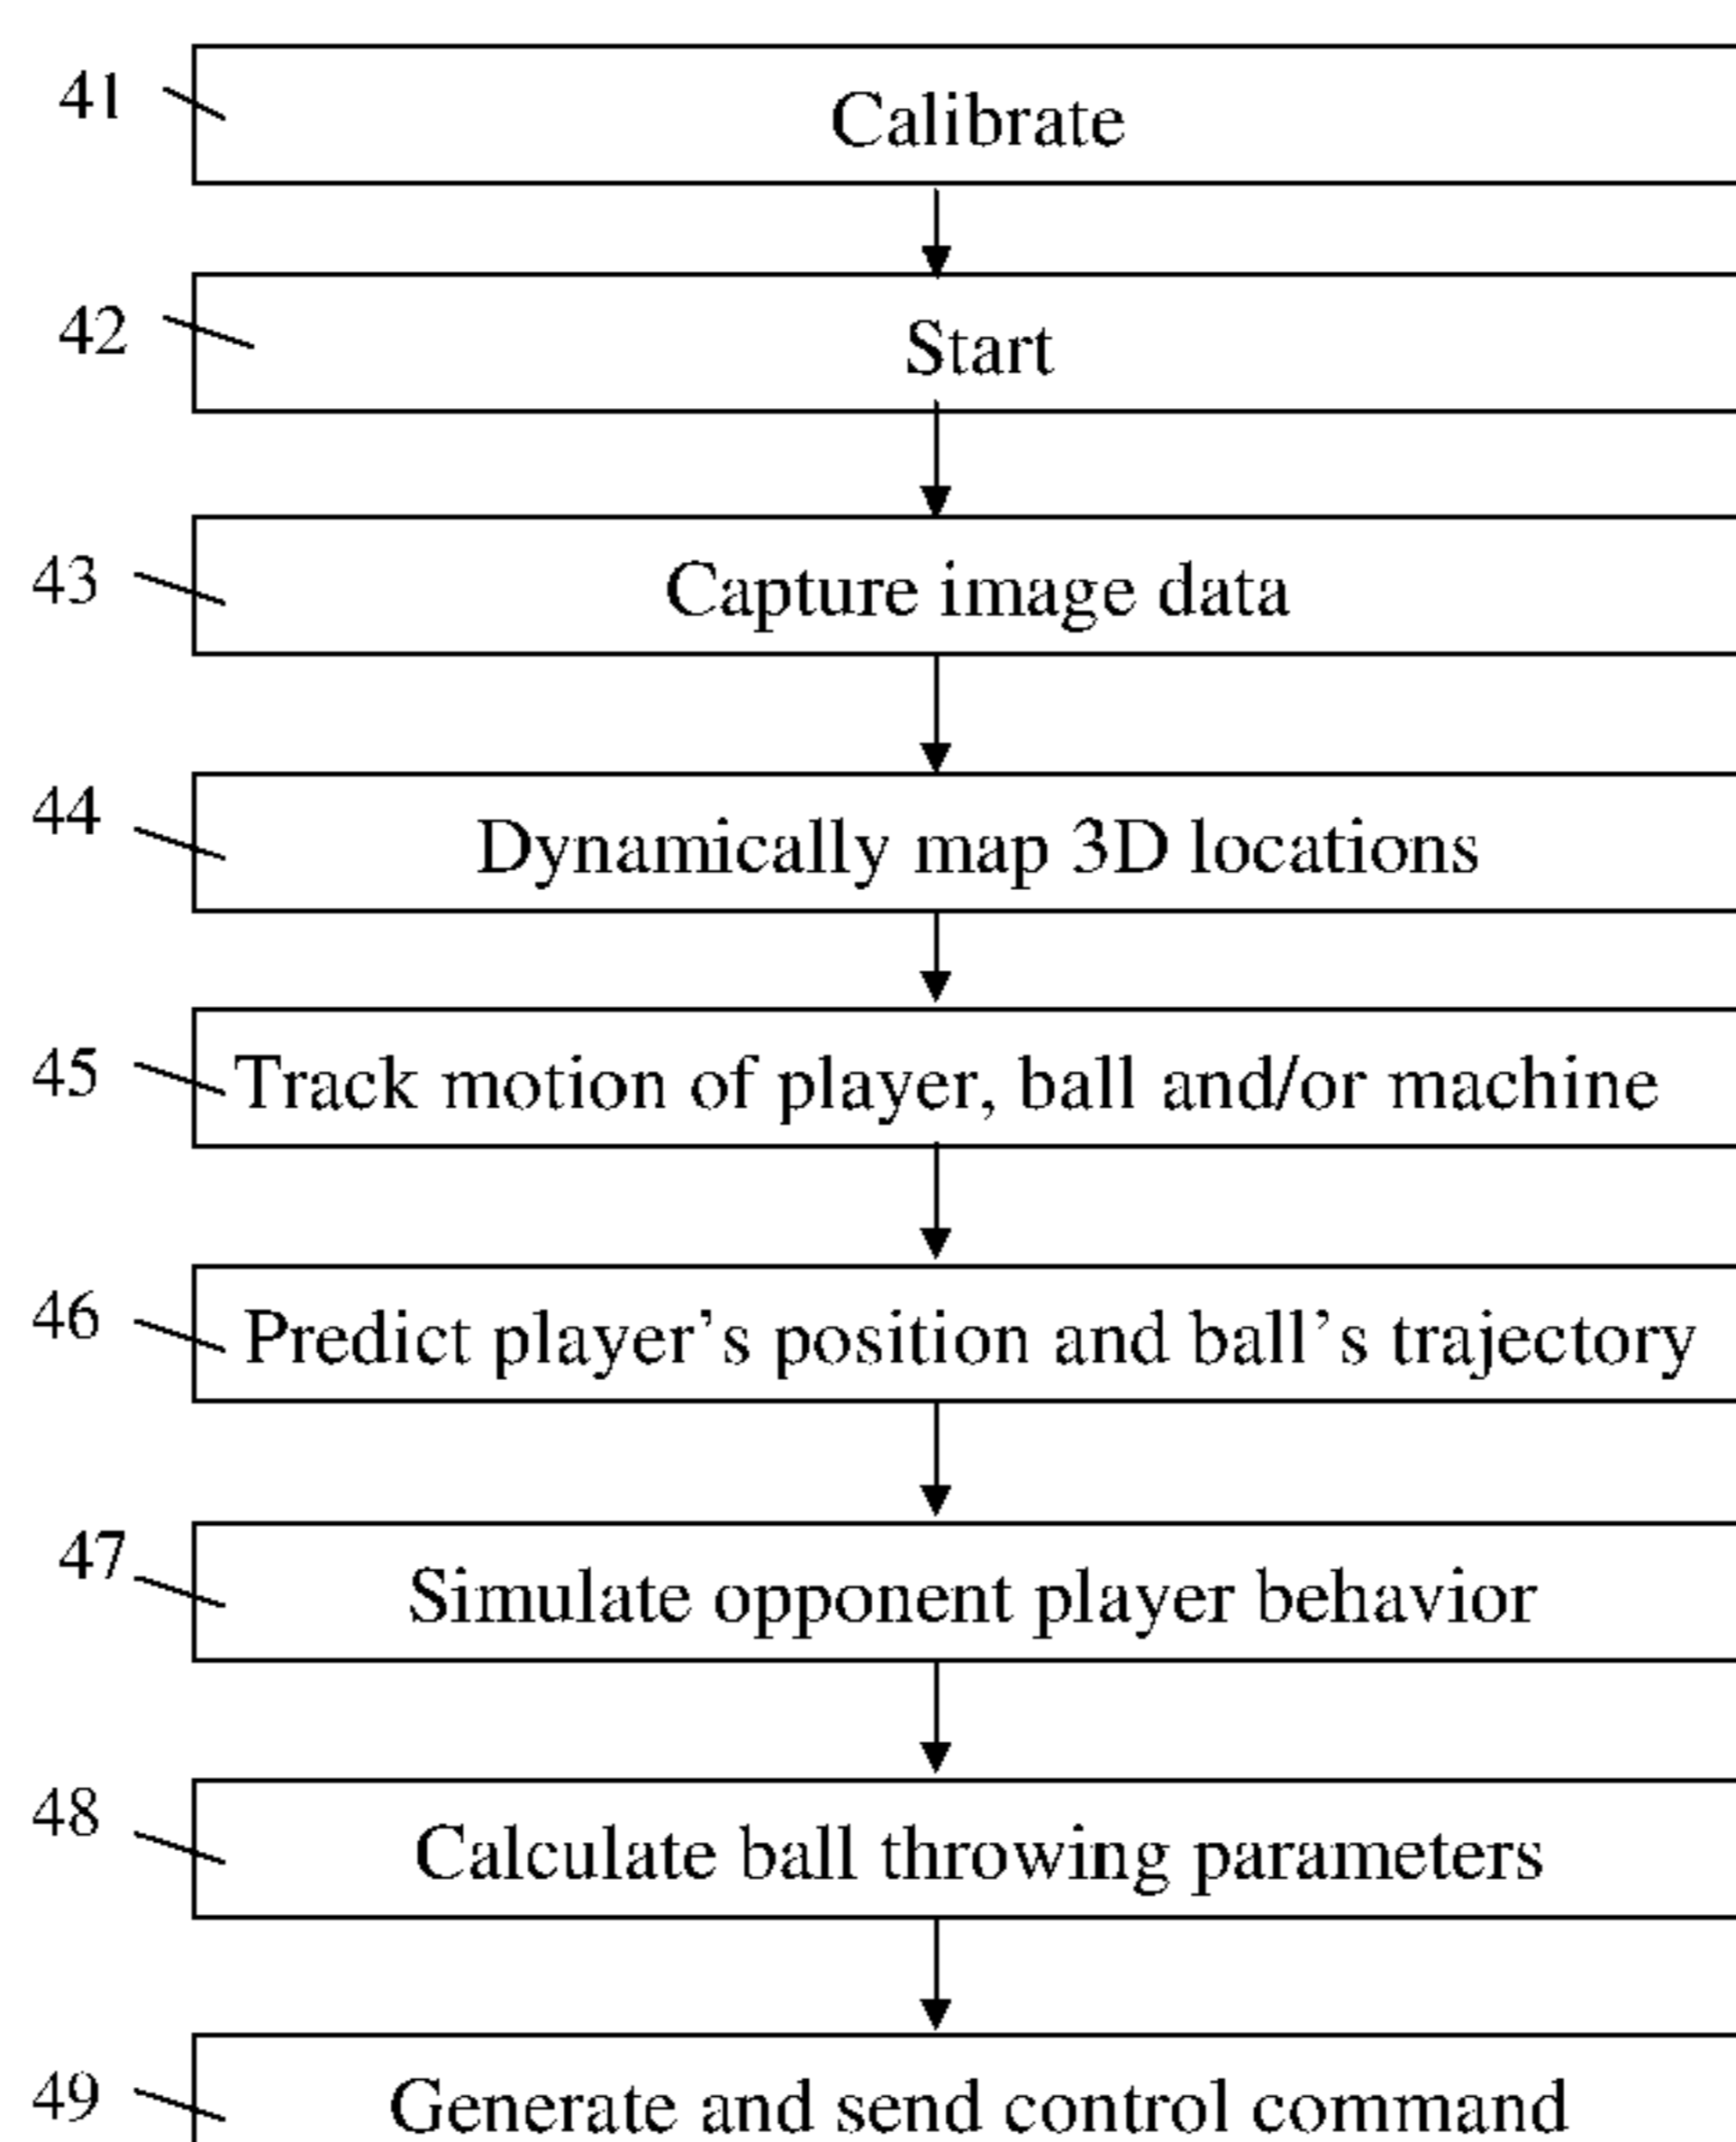 41 Calibrate
42 Start
43 Capture image data
44 Dynamically map 3D locations
45 Track motion of player, ball and/or machine
46 Predict player's position and ball's trajectory
47 Simulate opponent player behavior
48 Calculate ball throwing parameters
49 Generate and send control command